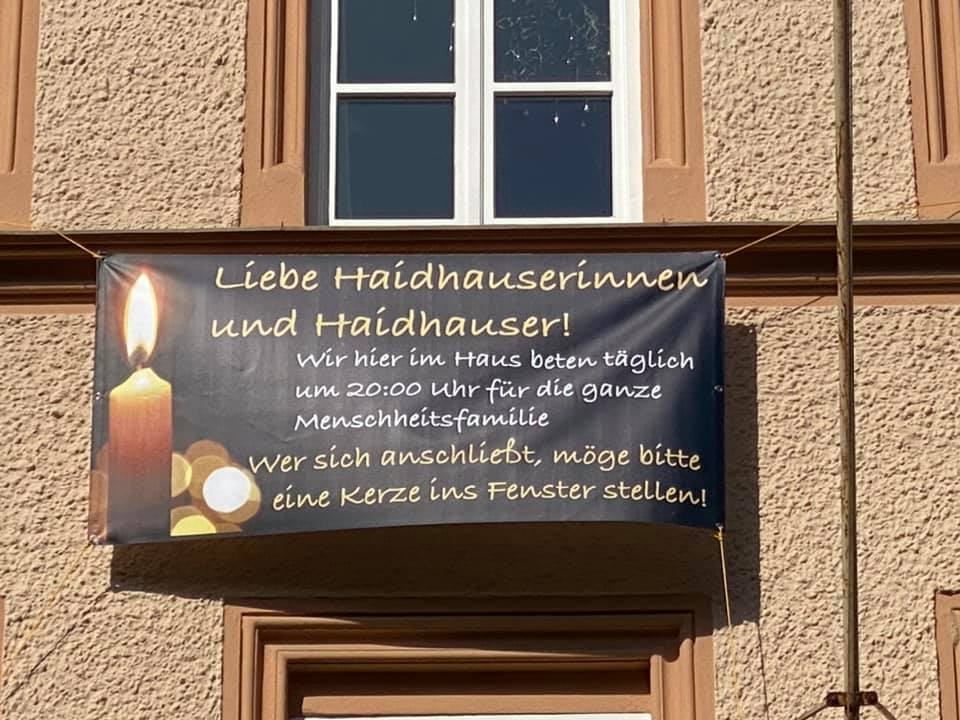 Liebe Haidhauserinnen
und Haidhauser!
Wir hier im Haus beten täglich
um 20:00 Uhr für die ganze
Menschheitsfamilie
Wer sich anschließt, möge bitte
eine Kerze ins Fenster stellen!